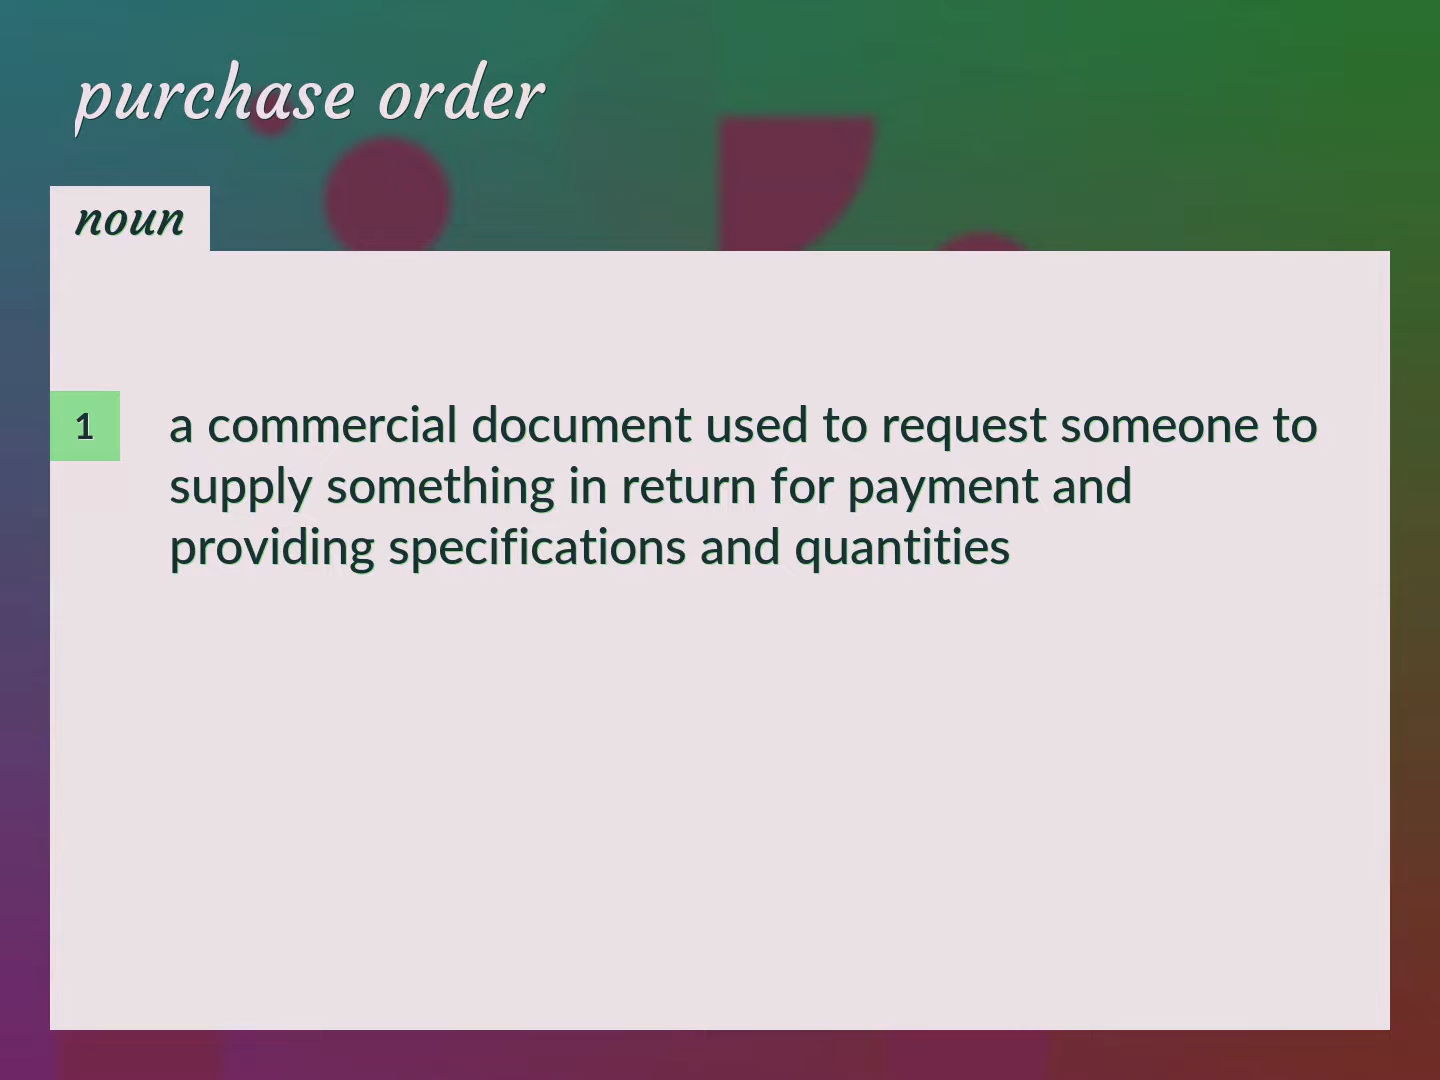 purchase order
noun
1 a commercial document used to request someone to
supply something in return for payment and
providing specifications and quantities